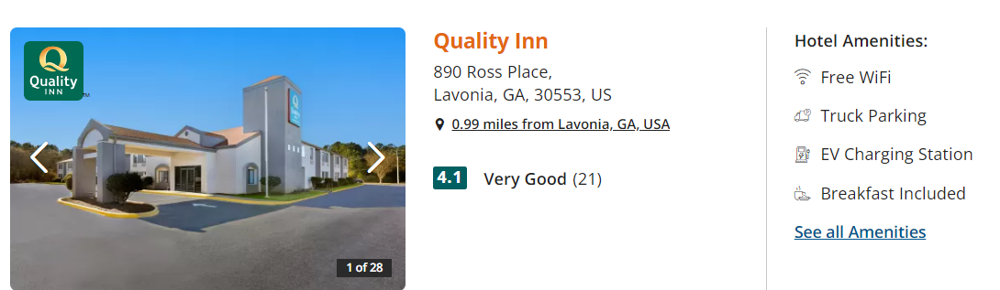 Quality
INN
TM
1 of 28
Quality Inn
890 Ross Place,
Lavonia, GA, 30553, US
0.99 miles from Lavonia, GA, USA
4.1 Very Good (21)
Hotel Amenities:
Free WiFi
Truck Parking
EV Charging Station
Breakfast Included
See all Amenities